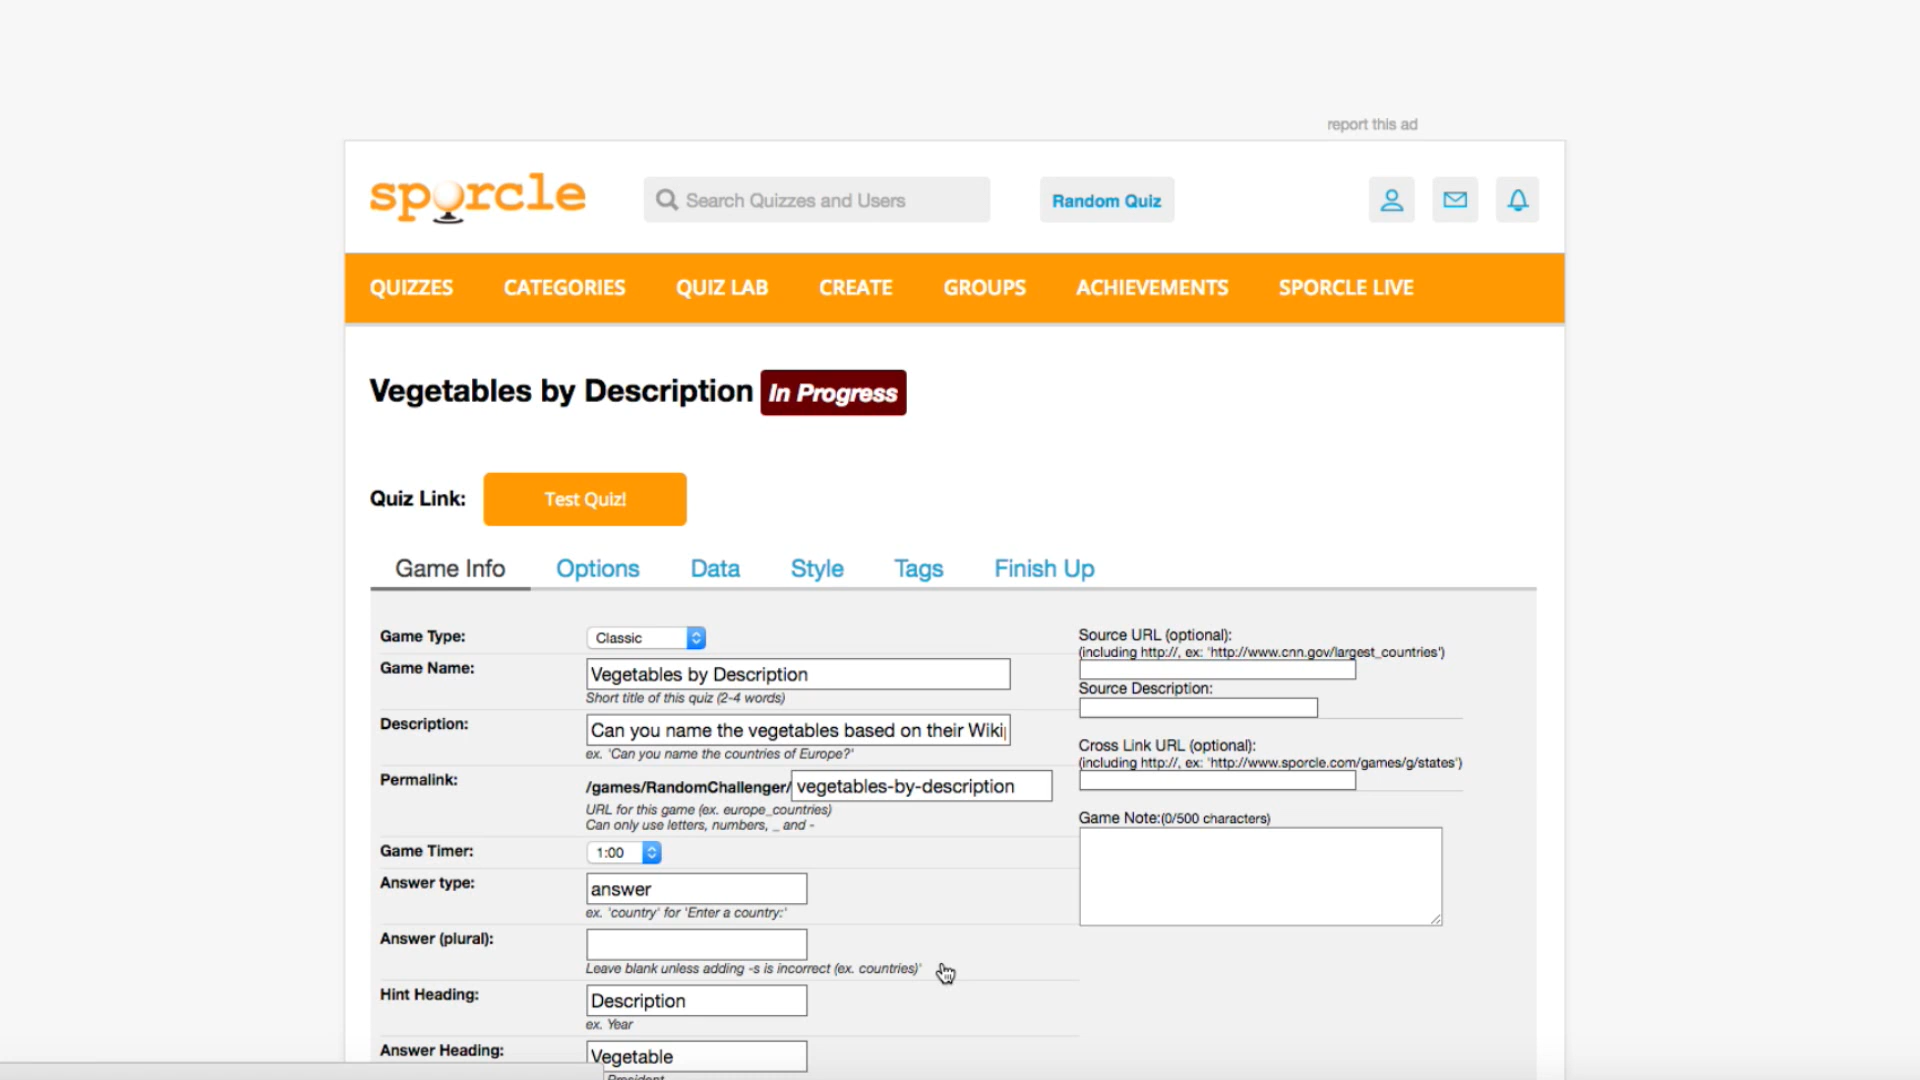 report this ad
sporcle
Search Quizzes and Users
Random Quiz
QUIZZES CATEGORIES QUIZ LAB CREATE GROUPS ACHIEVEMENTS SPORCLE LIVE
Vegetables by Description In Progress
Quiz Link: Test Quiz!
Game Info Options Data Style Tags Finish Up
Game Type: Classic
Game Name: Vegetables by Description
Short title of this quiz (2-4 words)
Description: Can you name the vegetables based on their Wiki
ex. 'Can you name the countries of Europe?'
Permalink: /games/RandomChallenger/ vegetables-by-description
URL for this game (ex. europe_countries)
Can only use letters, numbers, _ and -
Game Timer: 1:00
Answer type: answer
ex. 'country' for 'Enter a country:'
Answer (plural):
Leave blank unless adding -s is incorrect (ex. countries)'
Hint Heading: Description
ex. Year
Answer Heading: Vegetable
President
Source URL (optional):
(including http://, ex: 'http://www.cnn.gov/largest_countries')
Source Description:
Cross Link URL (optional):
(including http://, ex: 'http://www.sporcle.com/games/g/states')
Game Note:(0/500 characters)